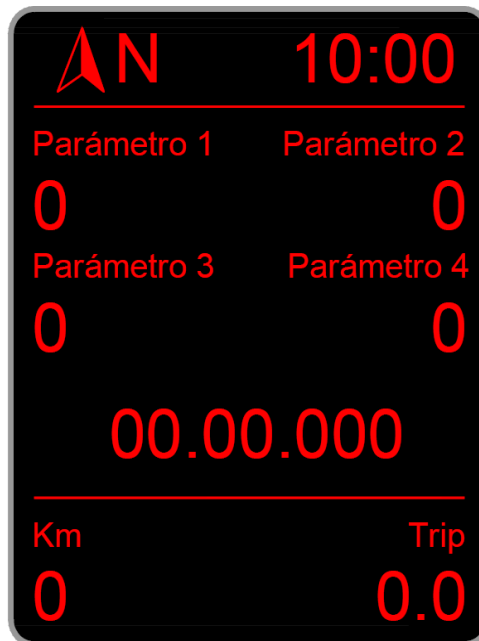 N 10:00
Parámetro 1 Parámetro 2
0 0
Parámetro 3 Parámetro 4
0 0
00.00.000
Km Trip
0 0.0